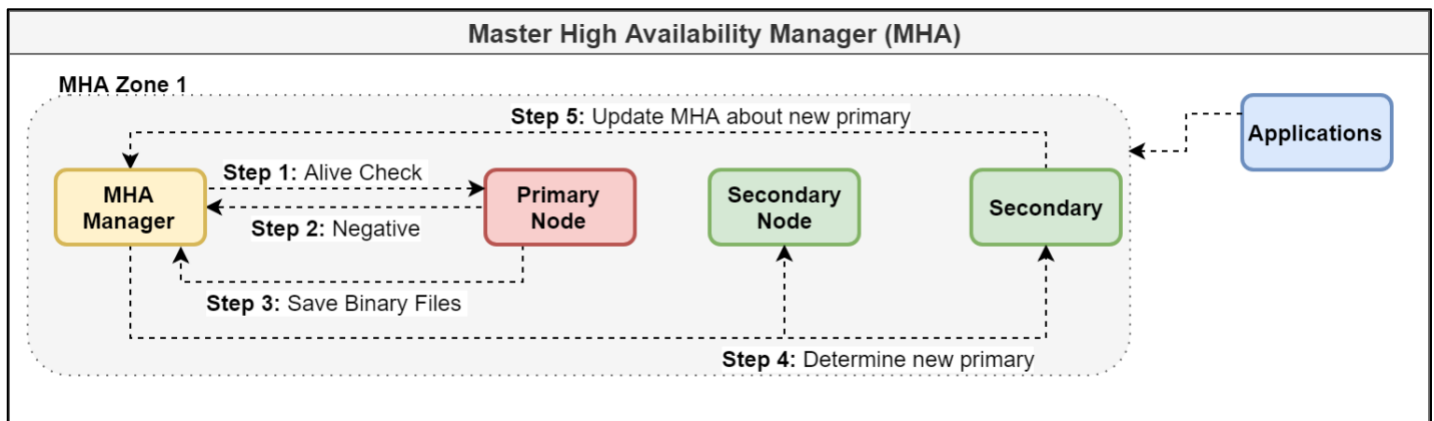 Master High Availability Manager (MHA)
MHA Zone 1
Step 5: Update MHA about new primary
Applications
Step 1: Alive Check
MHA
Manager
Primary
Node
Secondary
Node
Secondary
Step 2: Negative
Step 3: Save Binary Files
Step 4: Determine new primary